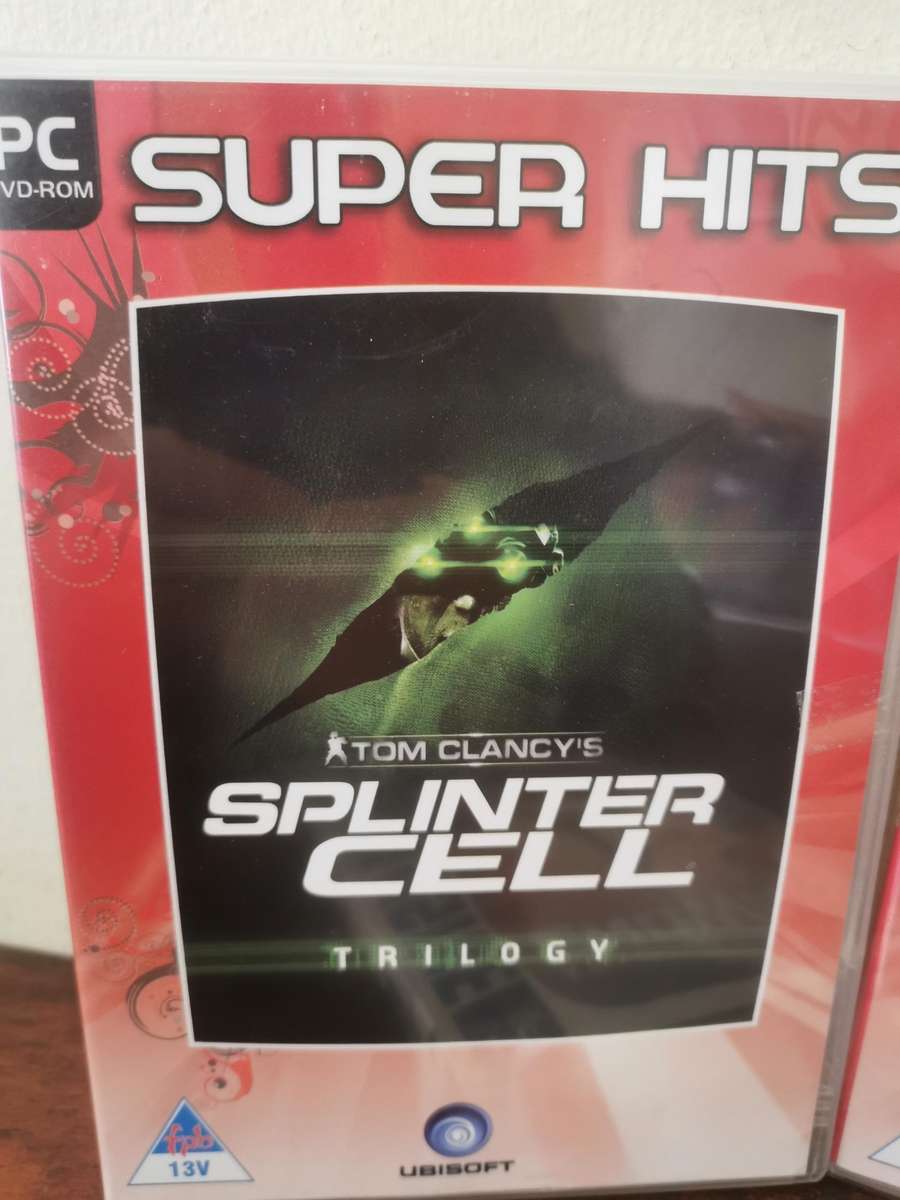 PC
VD-ROM
SUPER HITS
TOM CLANCY'S
SPLINTER
CELL
TRILOGY
fpb
13V
UBISOFT